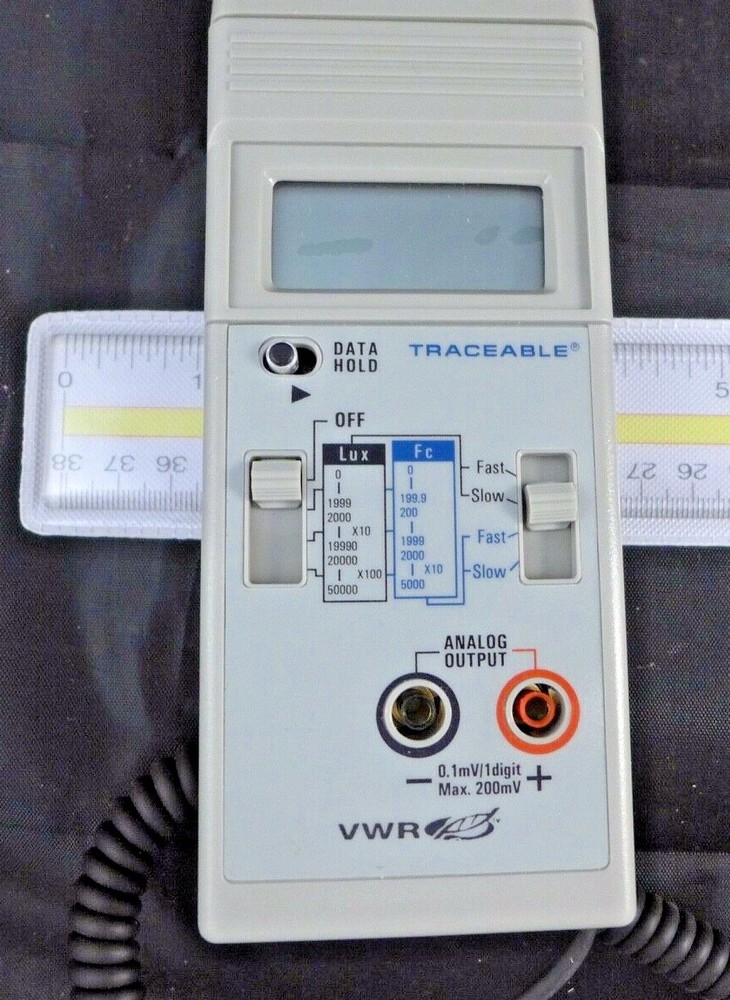 DATA
HOLD
TRACEABLE®
OFF
Lux
0
1999
2000
X10
19990
20000
X100
50000
Fc
0
199.9
200
1999
2000
X10
5000
Fast
Slow
Fast
Slow
ANALOG
OUTPUT
− 0.1mV/1digit +
Max. 200mV
VWR
0
1
5
38 37 36
27 26